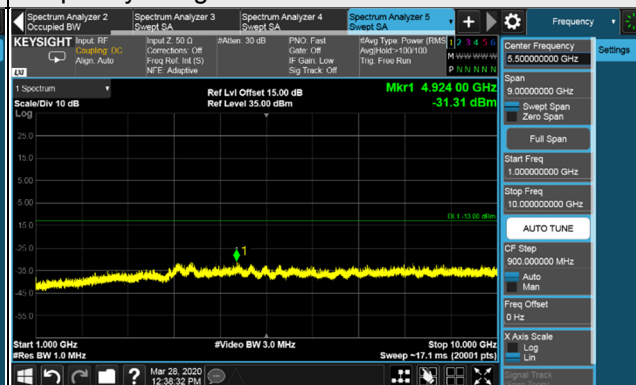 Spectrum Analyzer 2 Occupied BW
Spectrum Analyzer 3 Swept SA
Spectrum Analyzer 4 Swept SA
Spectrum Analyzer 5 Swept SA
Frequency
KEYSIGHT
Input: RF
Coupling: DC
Align: Auto
Input Z: 50 Ω
Corrections: Off
Freq Ref: Int (S)
NFE: Adaptive
#Atten: 30 dB
PNO: Fast
Gate: Off
IF Gain: Low
Sig Track: Off
#Avg Type: Power (RMS
Avg|Hold>100/100
Trig: Free Run
1 2 3 4 5 6
M W W W W W
P N N N N N
LXI
1 Spectrum
Scale/Div 10 dB
Log
Ref Lvl Offset 15.00 dB
Ref Level 35.00 dBm
Mkr1 4.924 00 GHz
-31.31 dBm
25.0
15.0
5.00
-5.00
-15.0
-25.0
-35.0
-45.0
-55.0
DL1 -13.00 dBm
1
Start 1.000 GHz
#Res BW 1.0 MHz
#Video BW 3.0 MHz
Stop 10.000 GHz
Sweep ~17.1 ms (20001 pts)
Mar 28, 2020
12:38:32 PM
Center Frequency
5.500000000 GHz
Settings
Span
9.00000000 GHz
Swept Span
Zero Span
Full Span
Start Freq
1.000000000 GHz
Stop Freq
10.000000000 GHz
AUTO TUNE
CF Step
900.000000 MHz
Auto
Man
Freq Offset
0 Hz
X Axis Scale
Log
Lin
Signal Track